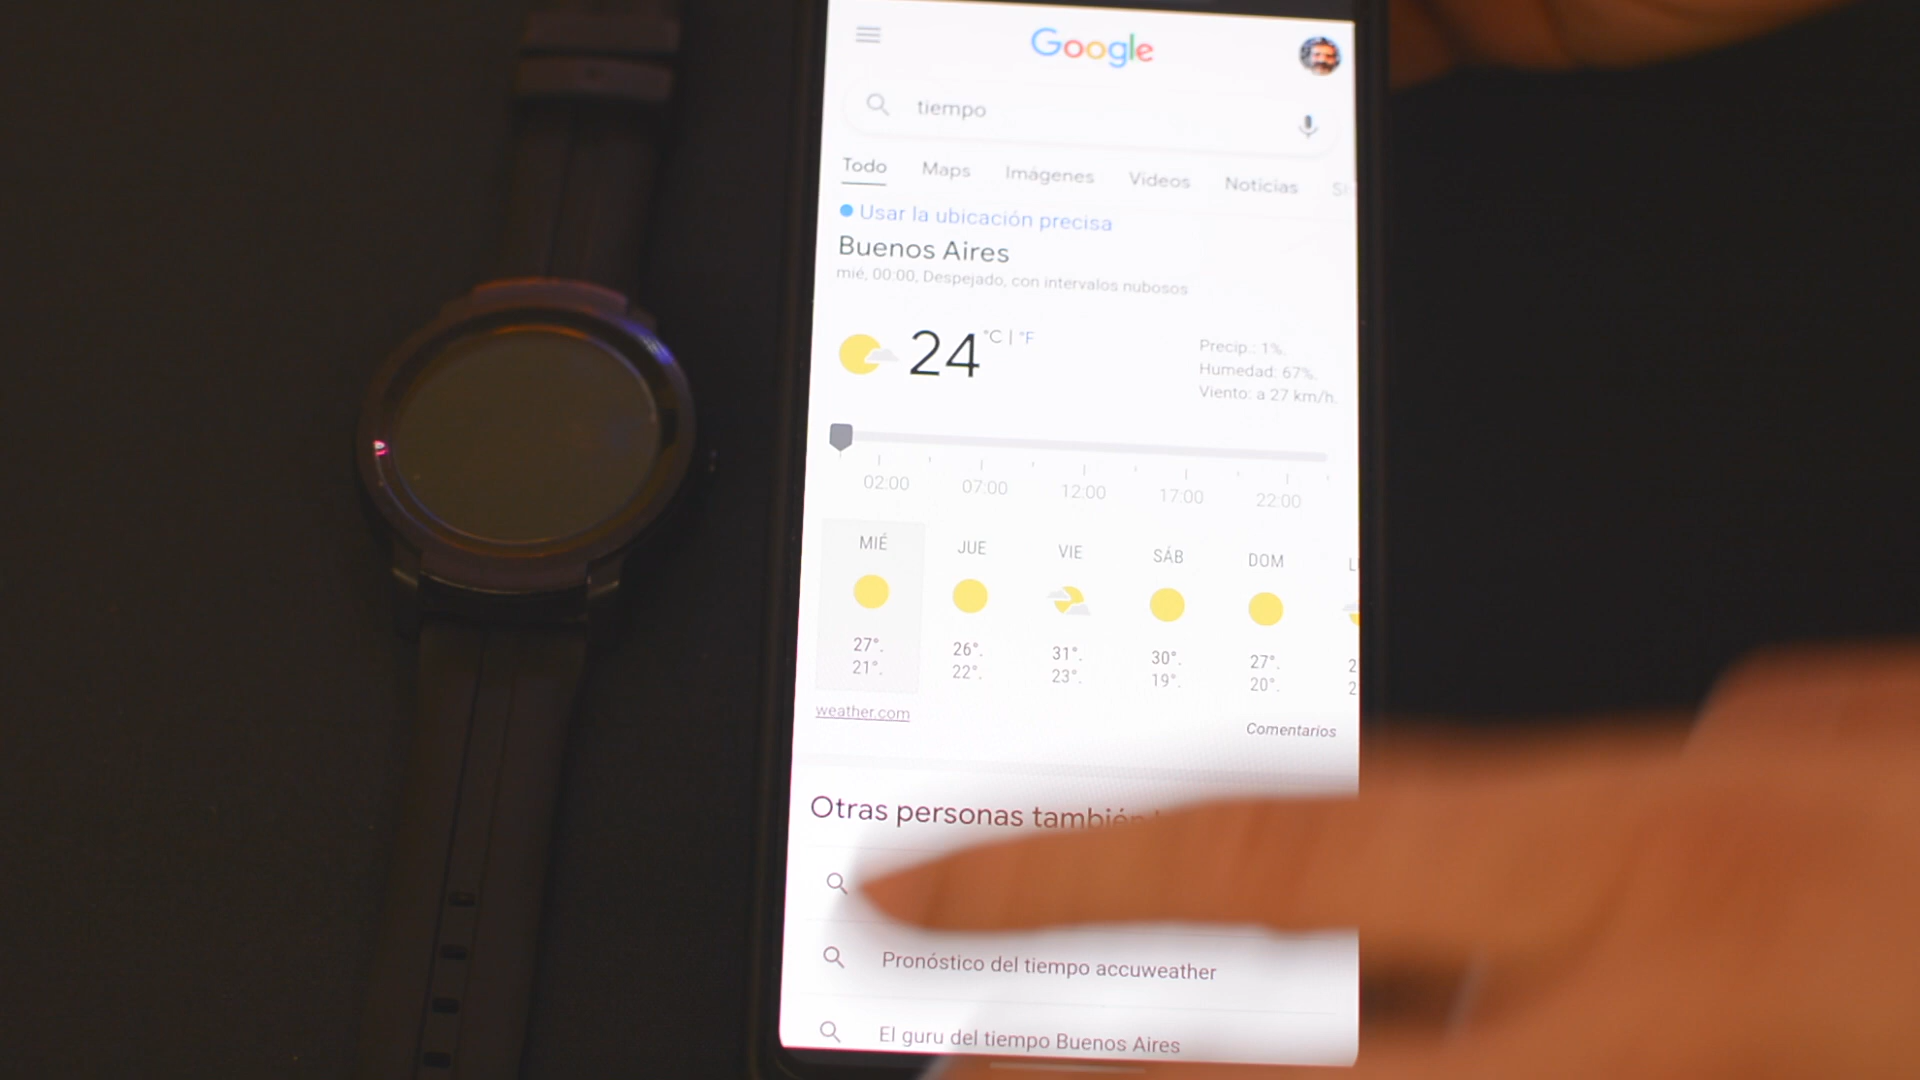 Google
tiempo
Todo Maps Imágenes Videos Noticias
Usar la ubicación precisa
Buenos Aires
mié, 00:00, Despejado, con intervalos nubosos
24 °C | °F
Precip.: 1%.
Humedad: 67%.
Viento: a 27 km/h.
02:00 07:00 12:00 17:00 22:00
MIÉ JUE VIE SÁB DOM
27°. 26°. 31°. 30°. 27°.
21°. 22°. 23°. 19°. 20°.
weather.com
Comentarios
Otras personas también
Pronóstico del tiempo accuweather
El guru del tiempo Buenos Aires